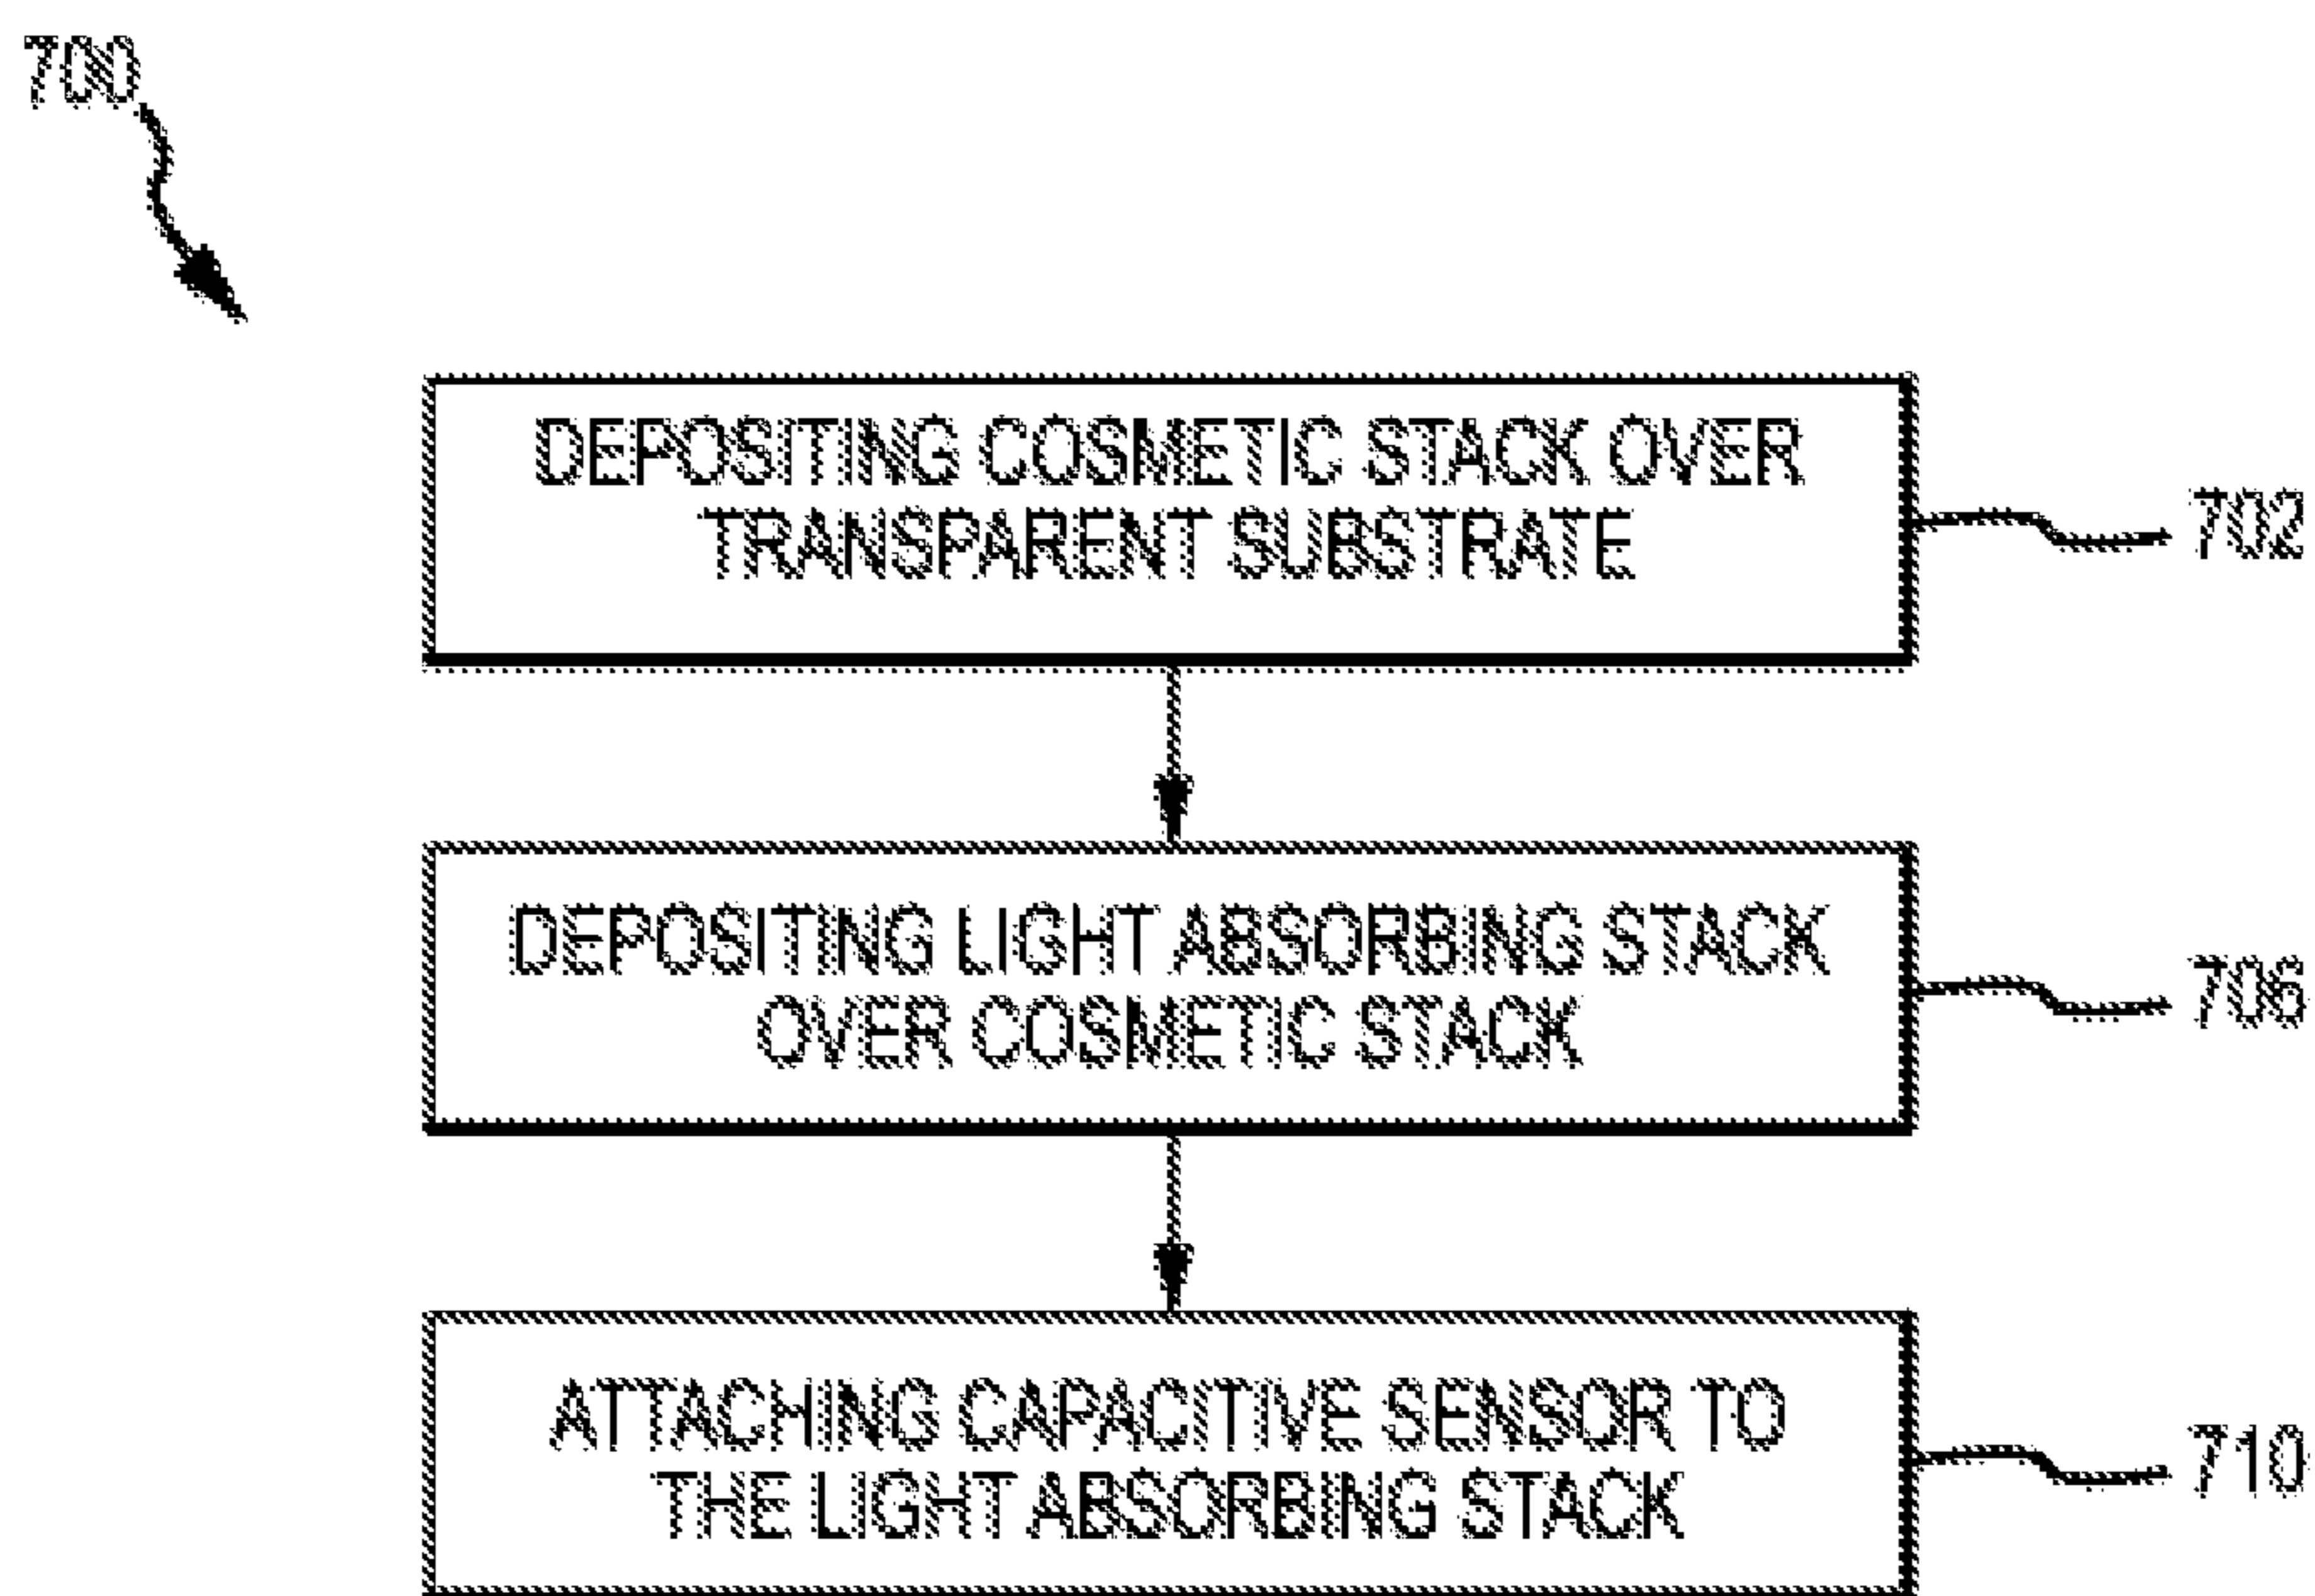 700
DEPOSITING COSMETIC STACK OVER
TRANSPARENT SUBSTRATE
702
DEPOSITING LIGHT ABSORBING STACK
OVER COSMETIC STACK
706
ATTACHING CAPACITIVE SENSOR TO
THE LIGHT ABSORBING STACK
710